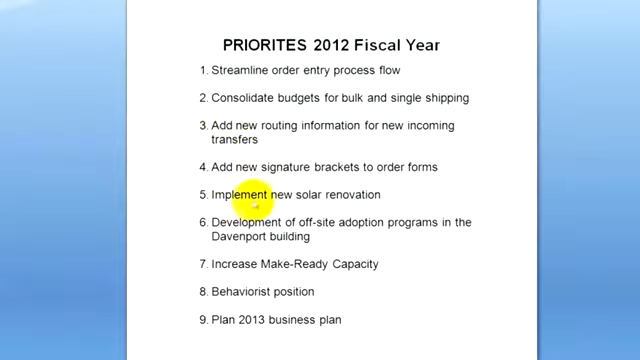 PRIORITES 2012 Fiscal Year
1. Streamline order entry process flow
2. Consolidate budgets for bulk and single shipping
3. Add new routing information for new incoming
transfers
4. Add new signature brackets to order forms
5. Implement new solar renovation
6. Development of off-site adoption programs in the
Davenport building
7. Increase Make-Ready Capacity
8. Behaviorist position
9. Plan 2013 business plan